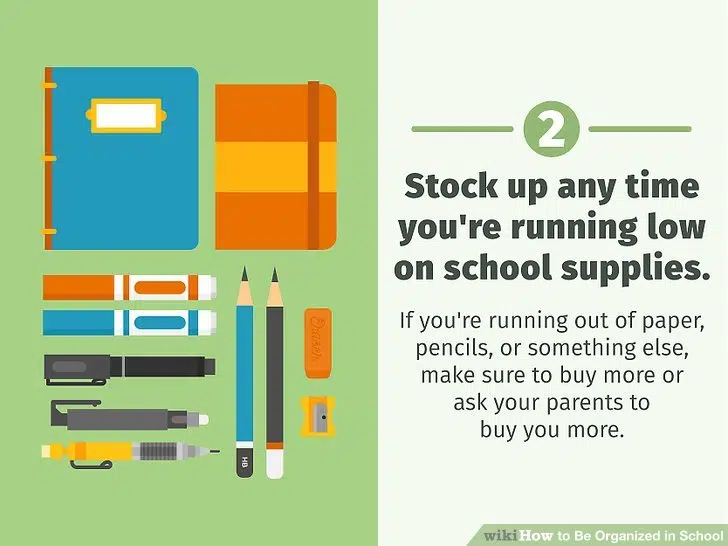 2
Stock up any time
you're running low
on school supplies.
If you're running out of paper,
pencils, or something else,
make sure to buy more or
ask your parents to
buy you more.
Eraser
HB
wikiHow to Be Organized in School